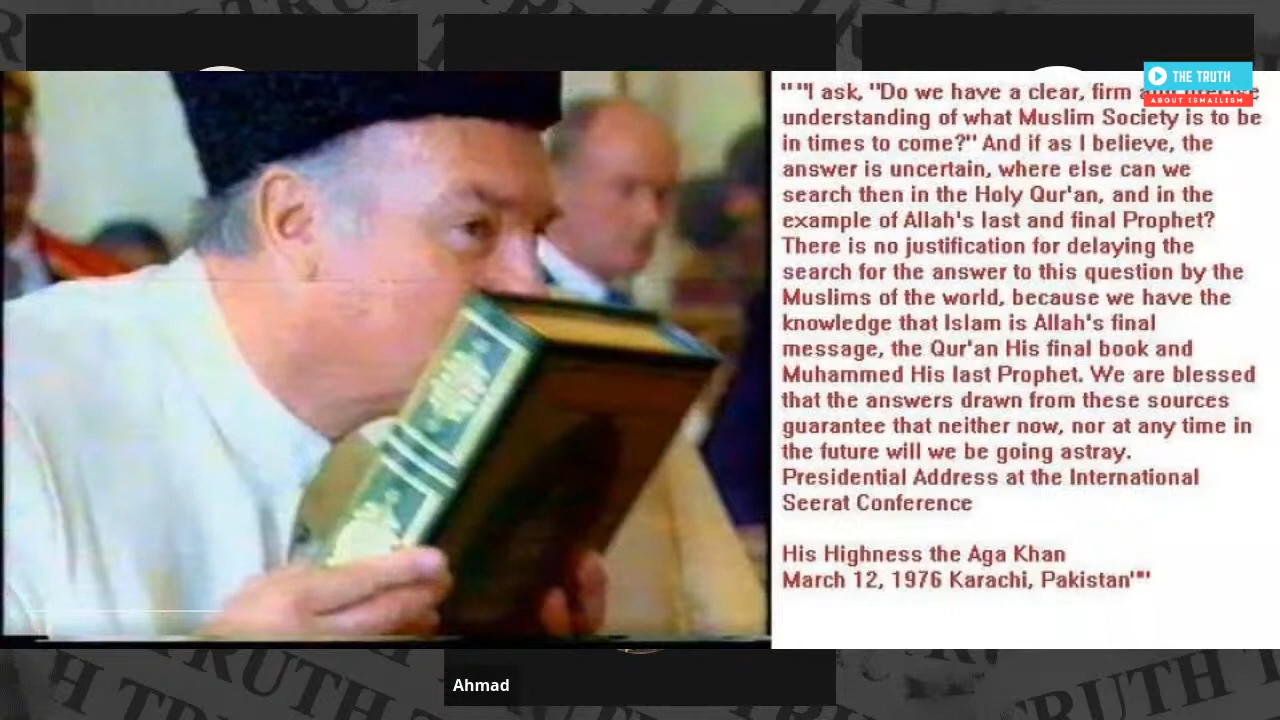 THE TRUTH
ABOUT ISMAILISM
" "I ask, "Do we have a clear, firm and precise
understanding of what Muslim Society is to be
in times to come?" And if as I believe, the
answer is uncertain, where else can we
search then in the Holy Qur'an, and in the
example of Allah's last and final Prophet?
There is no justification for delaying the
search for the answer to this question by the
Muslims of the world, because we have the
knowledge that Islam is Allah's final
message, the Qur'an His final book and
Muhammed His last Prophet. We are blessed
that the answers drawn from these sources
guarantee that neither now, nor at any time in
the future will we be going astray.
Presidential Address at the International
Seerat Conference
His Highness the Aga Khan
March 12, 1976 Karachi, Pakistan""
Ahmad
TRUTH
TRUTH
TRUTH